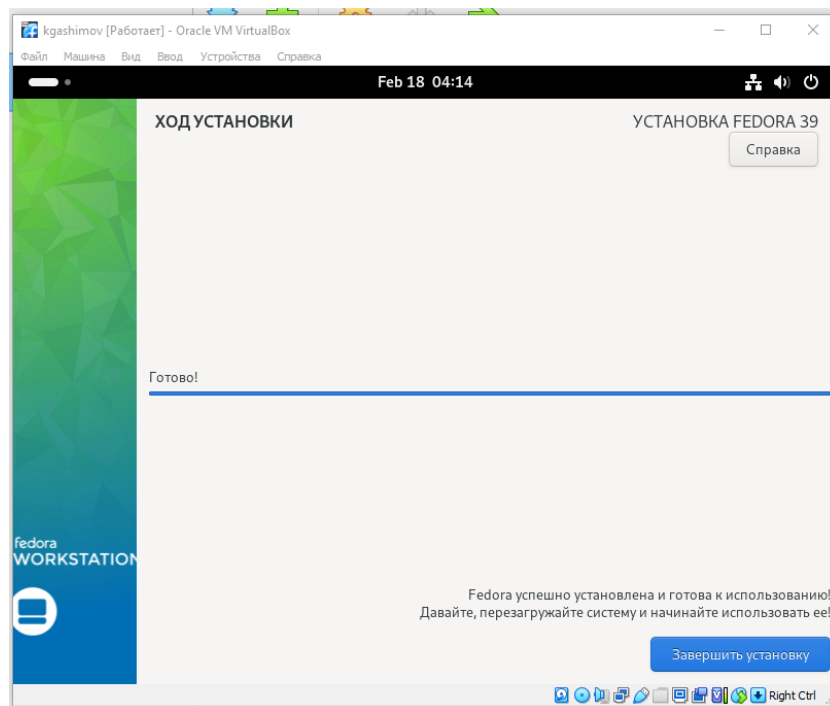 kgashimov [Работает] - Oracle VM VirtualBox
Файл Машина Вид Ввод Устройства Справка
Feb 18 04:14
ХОД УСТАНОВКИ
УСТАНОВКА FEDORA 39
Справка
Готово!
fedora
WORKSTATION
Fedora успешно установлена и готова к использованию!
Давайте, перезагружайте систему и начинайте использовать ее!
Завершить установку
Right Ctrl